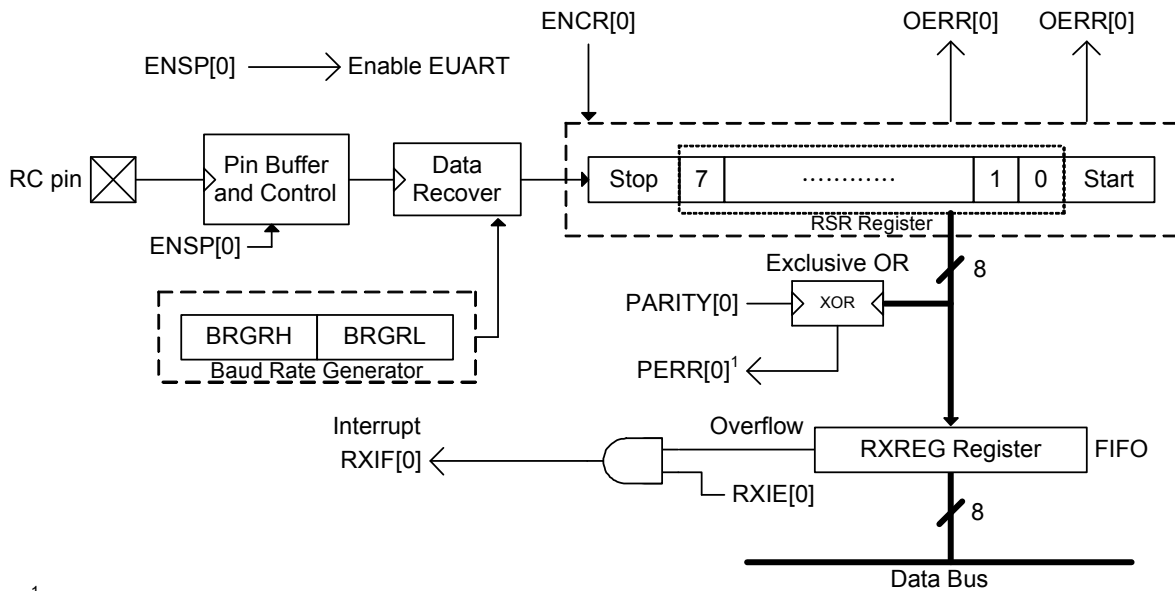 ENCR[0]
OERR[0]
OERR[0]
ENSP[0]
Enable EUART
RC pin
Pin Buffer
and Control
Data
Recover
Stop
7
............
1
0
Start
RSR Register
ENSP[0]
8
Exclusive OR
PARITY[0]
XOR
BRGRH
BRGRL
Baud Rate Generator
PERR[0]¹
Interrupt
RXIF[0]
Overflow
RXREG Register
FIFO
RXIE[0]
8
Data Bus
1